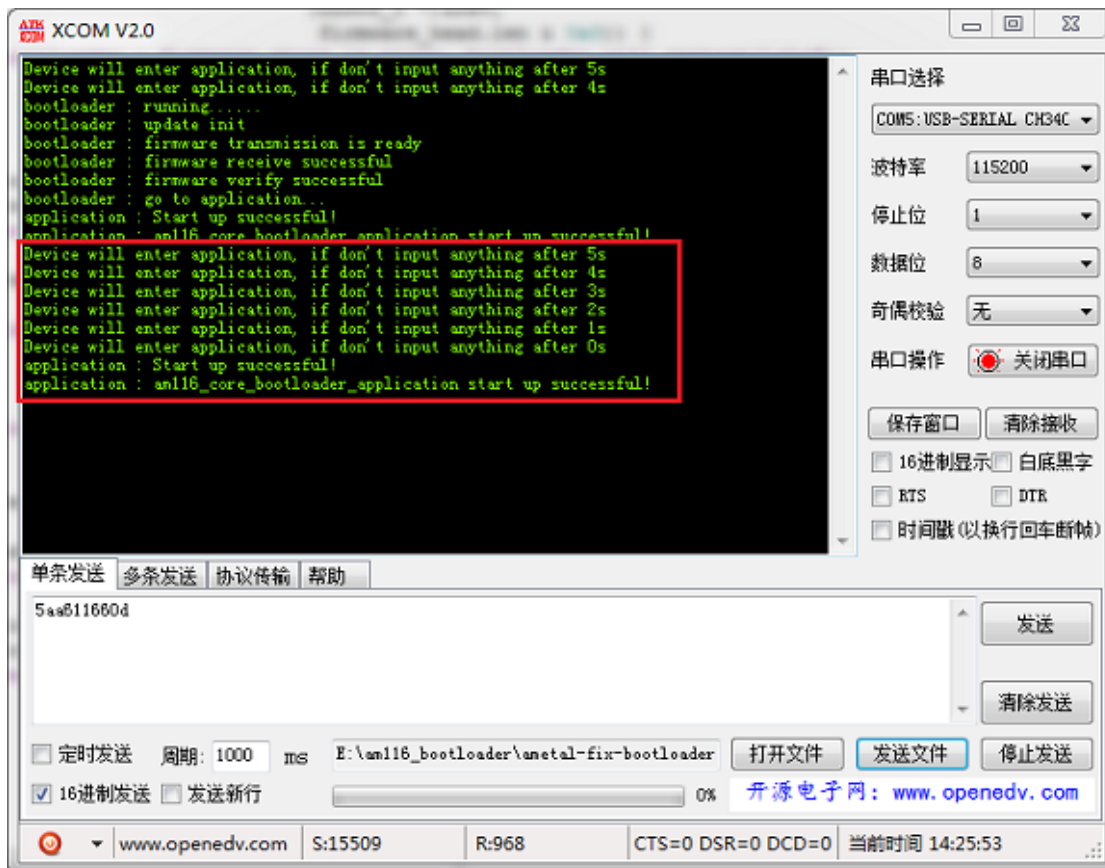 XCOM V2.0
Device will enter application, if don't input anything after 5s
Device will enter application, if don't input anything after 4s
bootloader : running......
bootloader : update init
bootloader : firmware transmission is ready
bootloader : firmware receive successful
bootloader : firmware verify successful
bootloader : go to application...
application : Start up successful!
application : am116_core_bootloader_application start up successful!
Device will enter application, if don't input anything after 5s
Device will enter application, if don't input anything after 4s
Device will enter application, if don't input anything after 3s
Device will enter application, if don't input anything after 2s
Device will enter application, if don't input anything after 1s
Device will enter application, if don't input anything after 0s
application : Start up successful!
application : am116_core_bootloader_application start up successful!
串口选择
COM5:USB-SERIAL CH34C
波特率 115200
停止位 1
数据位 8
奇偶校验 无
串口操作 关闭串口
保存窗口 清除接收
16进制显示 白底黑字
RTS DTR
时间戳(以换行回车断帧)
单条发送 多条发送 协议传输 帮助
5aa611660d
发送
清除发送
定时发送 周期: 1000 ms E:\am116_bootloader\ametal-fix-bootloader 打开文件 发送文件 停止发送
16进制发送 发送新行 0% 开源电子网: www.openedv.com
www.openedv.com S:15509 R:968 CTS=0 DSR=0 DCD=0 当前时间 14:25:53